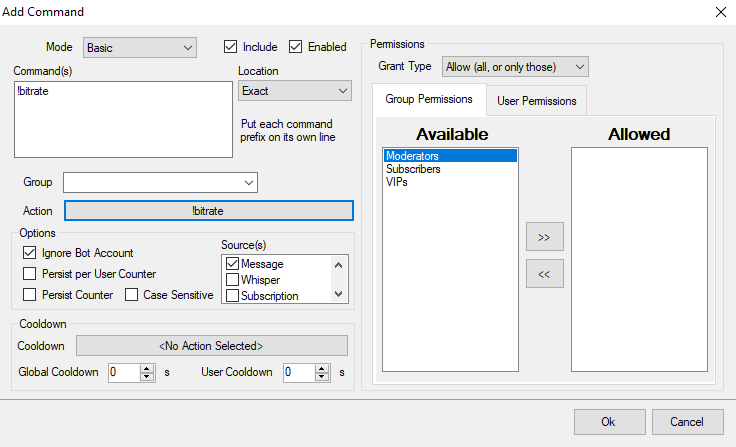 Add Command
Mode Basic Include Enabled
Command(s) Location
!bitrate Exact
Put each command
prefix on its own line
Group
Action !bitrate
Options
Ignore Bot Account
Persist per User Counter
Persist Counter Case Sensitive
Source(s)
Message
Whisper
Subscription
Cooldown
Cooldown <No Action Selected>
Global Cooldown 0 s User Cooldown 0 s
Permissions
Grant Type Allow (all, or only those)
Group Permissions User Permissions
Available Allowed
Moderators
Subscribers
VIPs
>>
<<
Ok Cancel